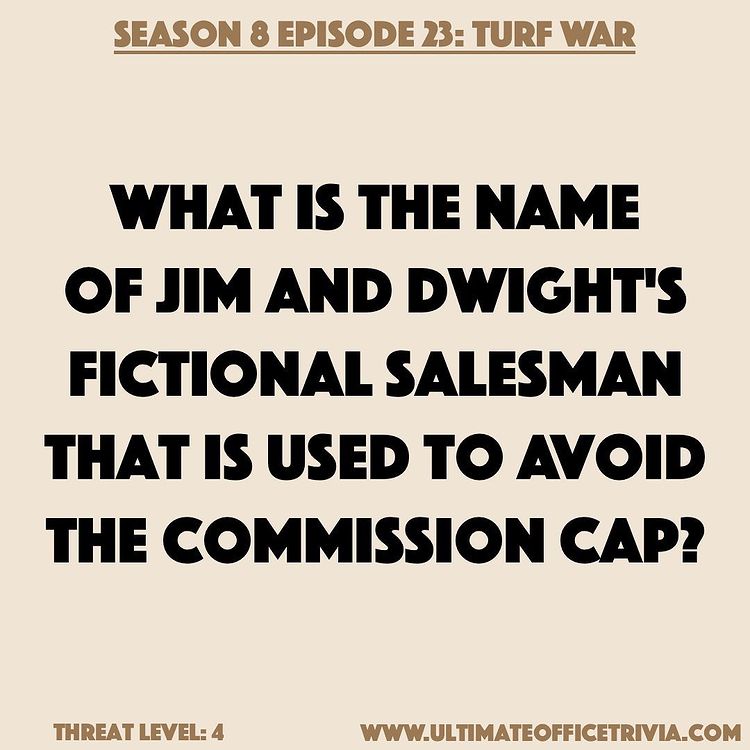 SEASON 8 EPISODE 23: TURF WAR
WHAT IS THE NAME
OF JIM AND DWIGHT'S
FICTIONAL SALESMAN
THAT IS USED TO AVOID
THE COMMISSION CAP?
THREAT LEVEL: 4
WWW.ULTIMATEOFFICETRIVIA.COM